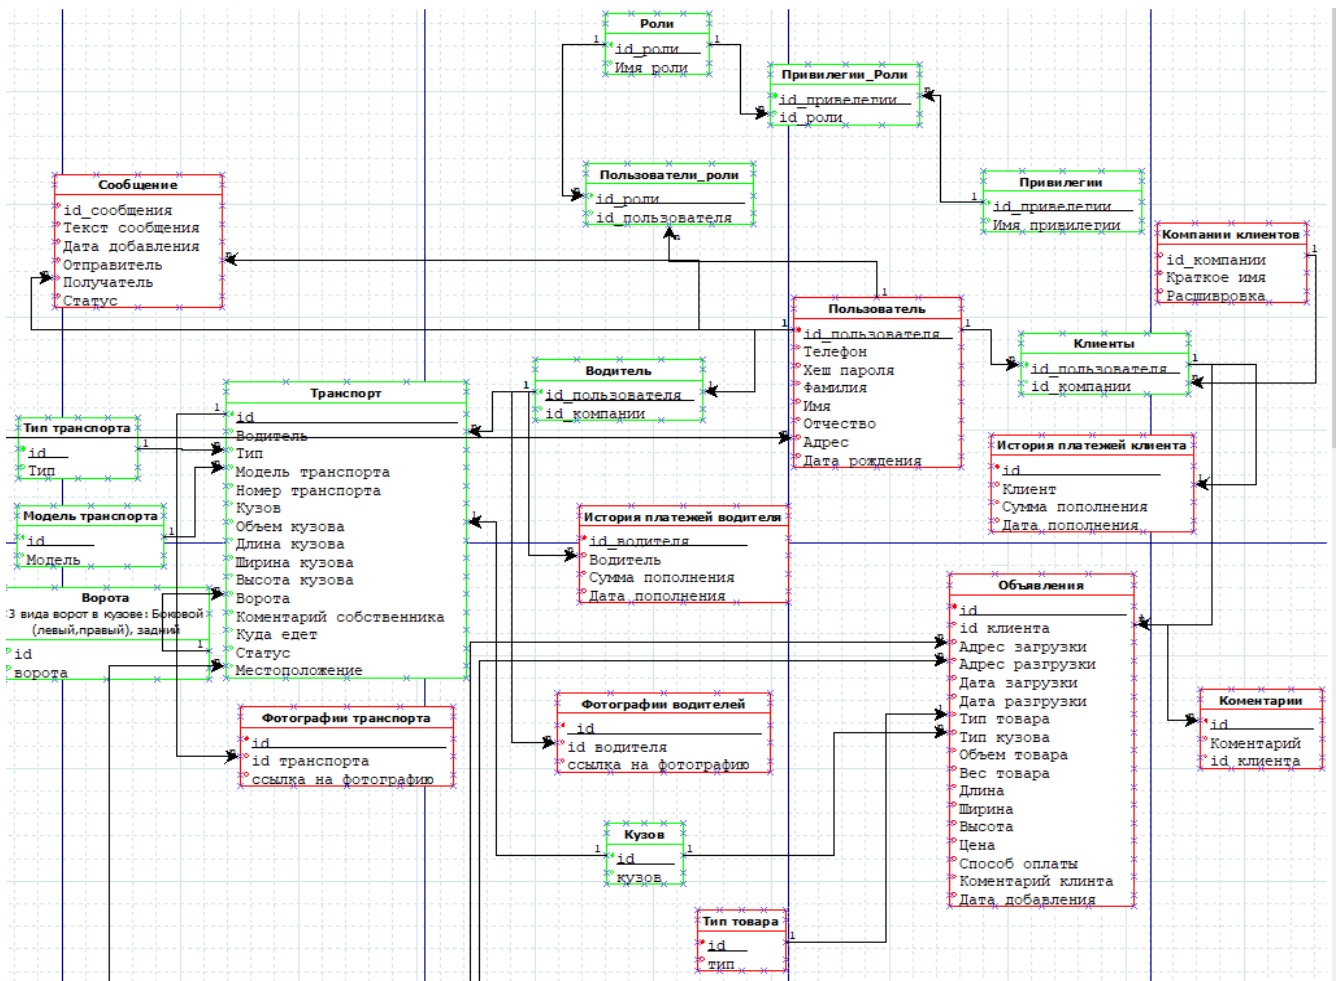 Роли
id_роли
Имя роли
Привилегии_Роли
id_привелегии
id_роли
Пользователи_роли
id_роли
id_пользователя
Привилегии
id_привелегии
Имя привилегии
Сообщение
id_сообщения
Текст сообщения
Дата добавления
Отправитель
Получатель
Статус
Компании клиентов
id_компании
Краткое имя
Расшивровка
Пользователь
id_пользователя
Телефон
Хеш пароля
Фамилия
Имя
Отчество
Адрес
Дата рождения
Клиенты
id_пользователя
id_компании
Водитель
id_пользователя
id_компании
Транспорт
id
Водитель
Тип
Модель транспорта
Номер транспорта
Кузов
Объем кузова
Длина кузова
Ширина кузова
Высота кузова
Ворота
Коментарий собственника
Куда едет
Статус
Местоположение
Тип транспорта
id
Тип
Модель транспорта
id
Модель
Ворота
3 вида ворот в кузове: Боковой
(левый,правый), задний
id
ворота
История платежей клиента
id
Клиент
Сумма пополнения
Дата пополнения
История платежей водителя
id_водителя
Водитель
Сумма пополнения
Дата пополнения
Объявления
id
id клиента
Адрес загрузки
Адрес разгрузки
Дата загрузки
Дата разгрузки
Тип товара
Тип кузова
Объем товара
Вес товара
Длина
Ширина
Высота
Цена
Способ оплаты
Коментарий клинта
Дата добавления
Коментарии
id
Коментарий
id_клиента
Фотографии транспорта
id
id транспорта
ссылка на фотографию
Фотографии водителей
id
id водителя
ссылка на фотографию
Кузов
id
кузов
Тип товара
id
тип